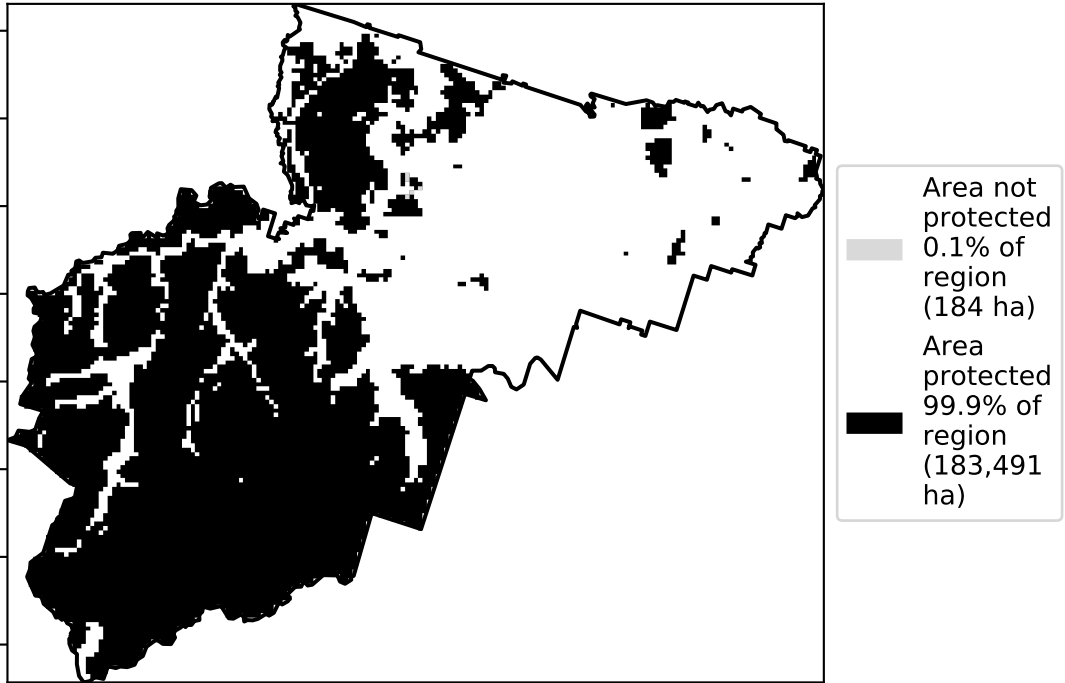 Area not
protected
0.1% of
region
(184 ha)
Area
protected
99.9% of
region
(183,491
ha)